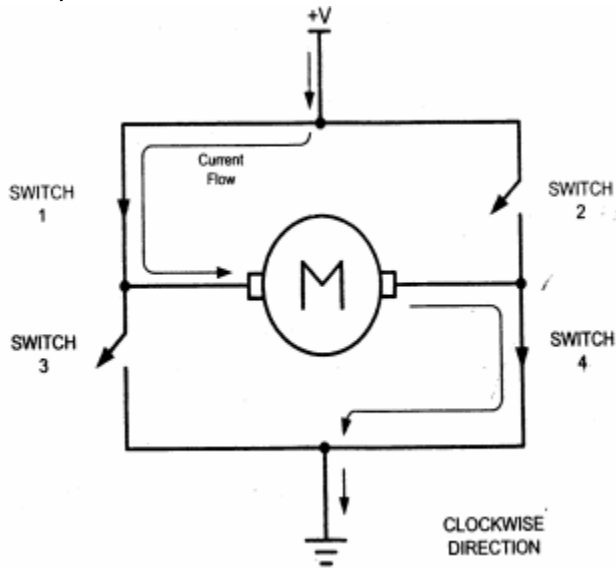 +V
Current
Flow
SWITCH
1
SWITCH
2
M
SWITCH
3
SWITCH
4
CLOCKWISE
DIRECTION